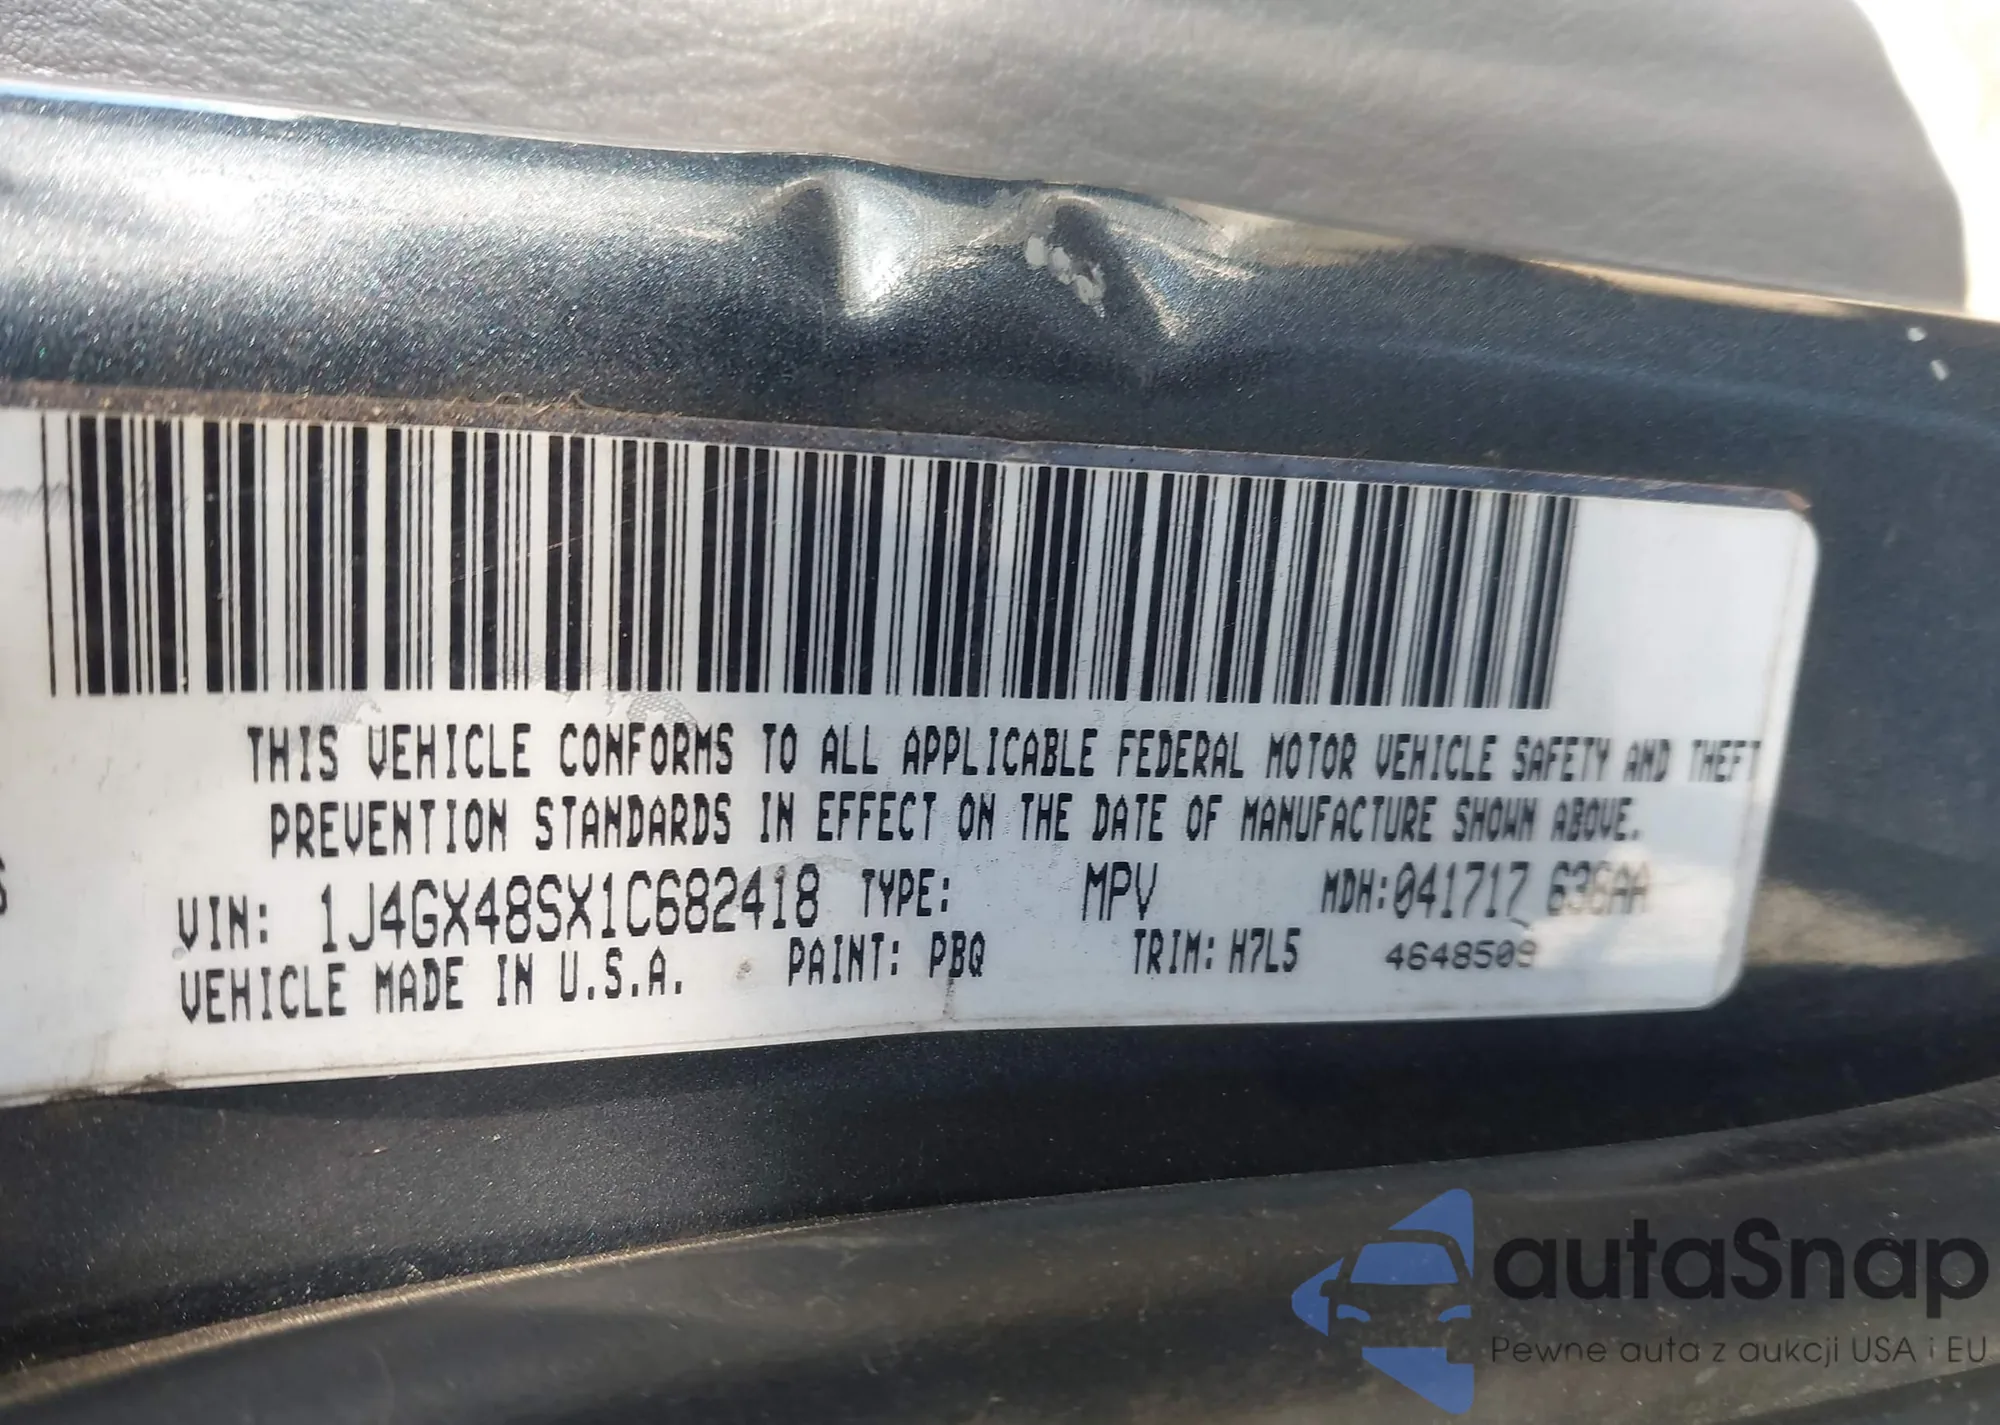 THIS VEHICLE CONFORMS TO ALL APPLICABLE FEDERAL MOTOR VEHICLE SAFETY AND THEFT
PREVENTION STANDARDS IN EFFECT ON THE DATE OF MANUFACTURE SHOWN ABOVE.
VIN: 1J4GX48SX1C682418 TYPE: MPV MDH:041717 636AA
VEHICLE MADE IN U.S.A. PAINT: PBQ TRIM: H7L5 4648509
autaSnap
Pewne auta z aukcji USA i EU